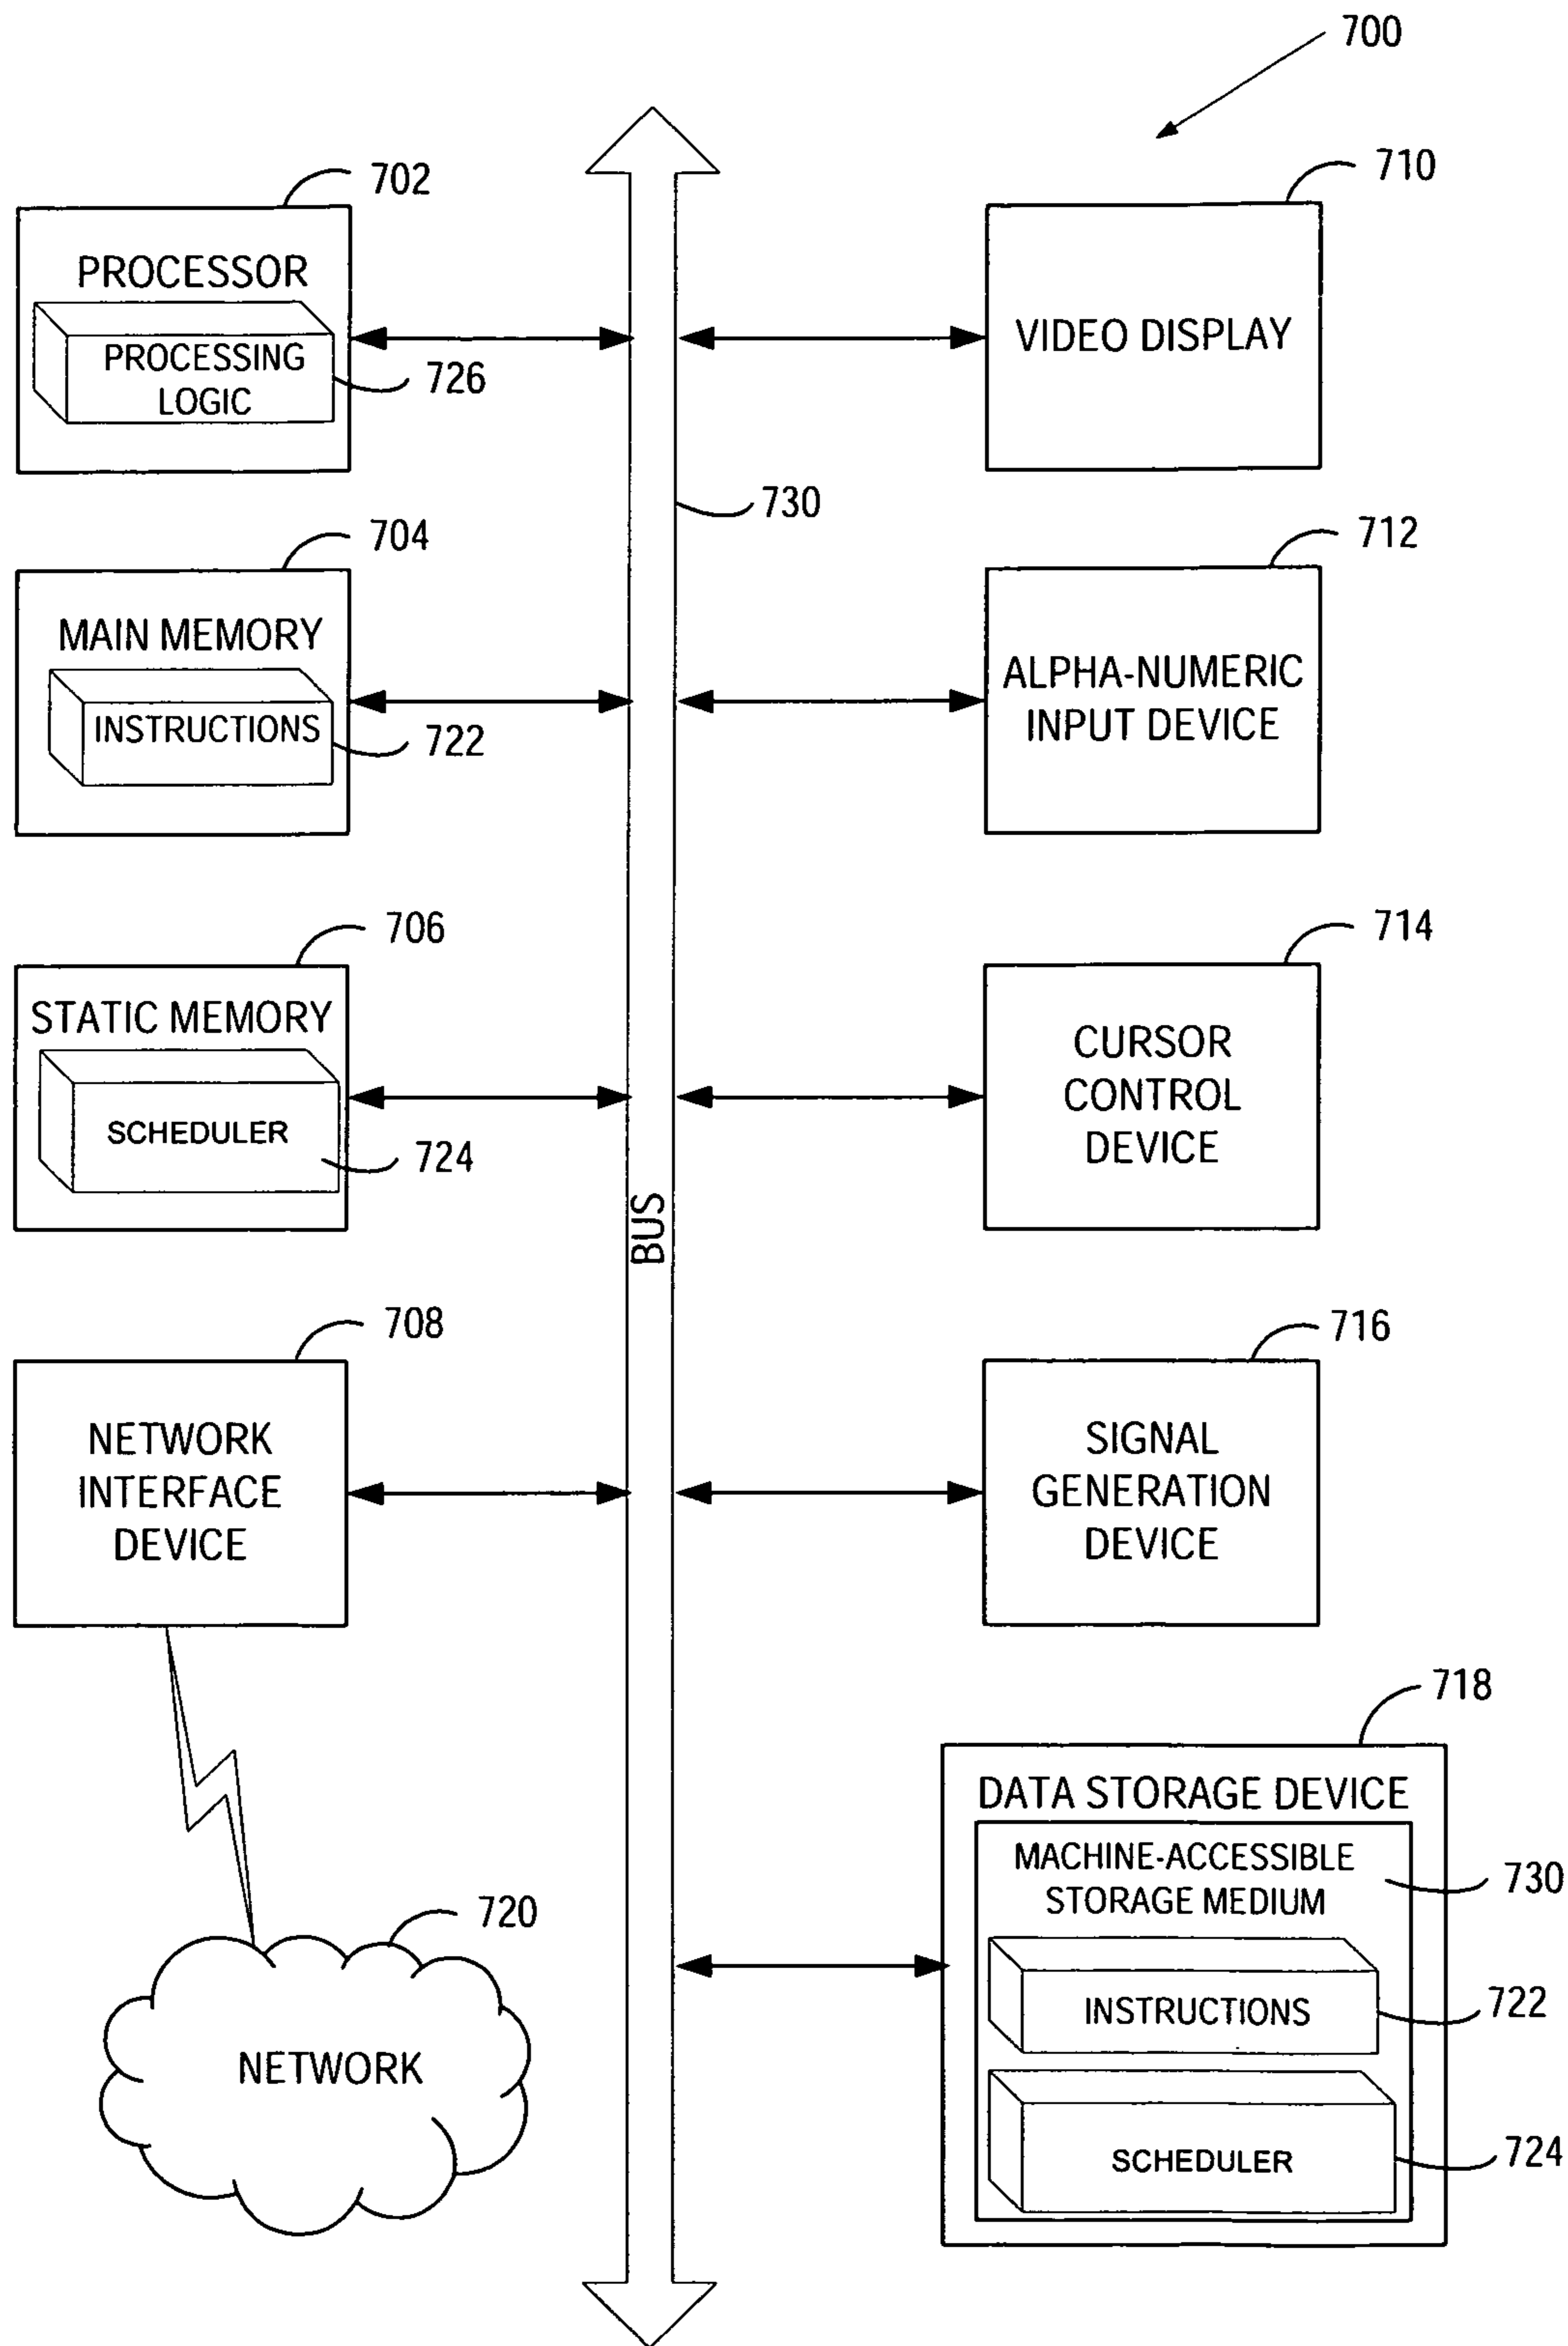 700
702
PROCESSOR
PROCESSING
LOGIC
726
710
VIDEO DISPLAY
730
704
MAIN MEMORY
INSTRUCTIONS
722
712
ALPHA-NUMERIC
INPUT DEVICE
706
STATIC MEMORY
SCHEDULER
724
714
CURSOR
CONTROL
DEVICE
BUS
708
NETWORK
INTERFACE
DEVICE
716
SIGNAL
GENERATION
DEVICE
720
NETWORK
718
DATA STORAGE DEVICE
MACHINE-ACCESSIBLE
STORAGE MEDIUM
730
INSTRUCTIONS
722
SCHEDULER
724